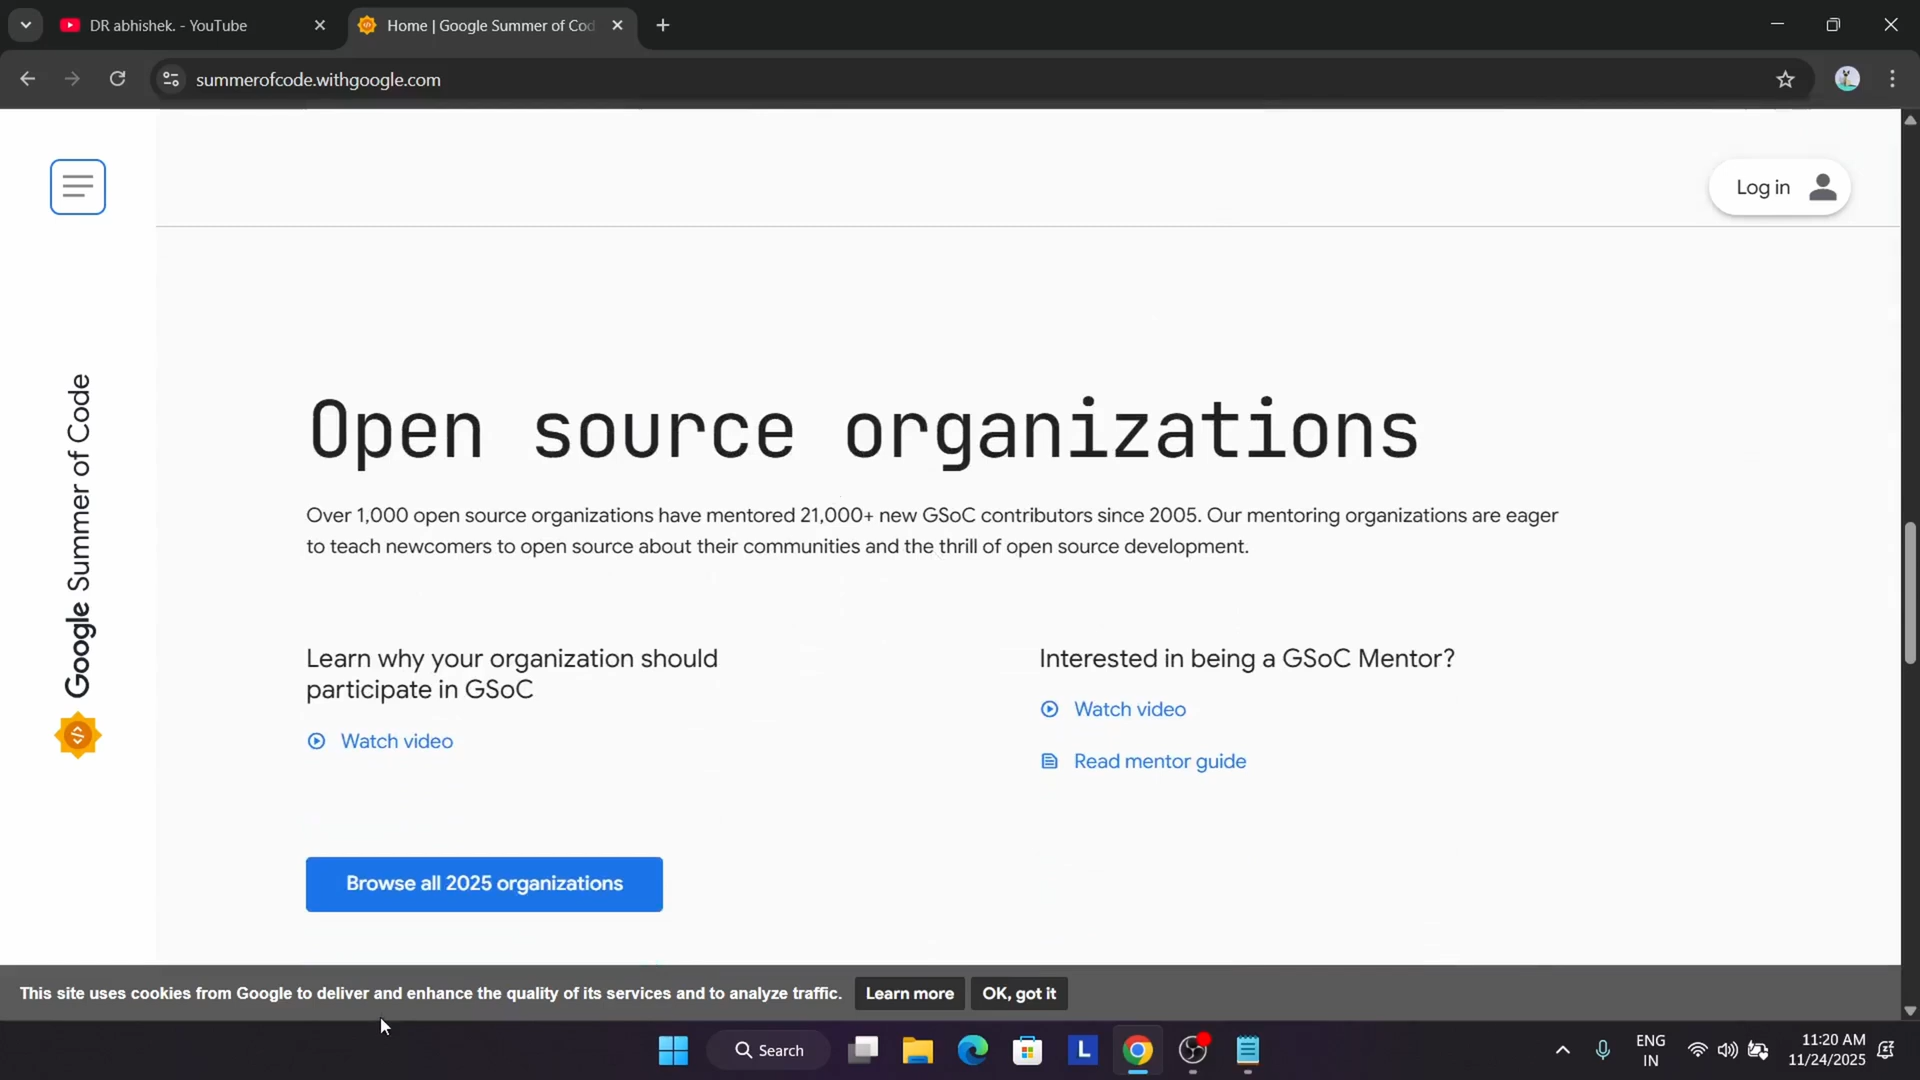 DR abhishek. - YouTube
Home | Google Summer of Cod
summerofcode.withgoogle.com
Log in
Google Summer of Code
Open source organizations
Over 1,000 open source organizations have mentored 21,000+ new GSoC contributors since 2005. Our mentoring organizations are eager
to teach newcomers to open source about their communities and the thrill of open source development.
Learn why your organization should
participate in GSoC
Watch video
Interested in being a GSoC Mentor?
Watch video
Read mentor guide
Browse all 2025 organizations
This site uses cookies from Google to deliver and enhance the quality of its services and to analyze traffic.
Learn more
OK, got it
Search
L
ENG
IN
11:20 AM
11/24/2025